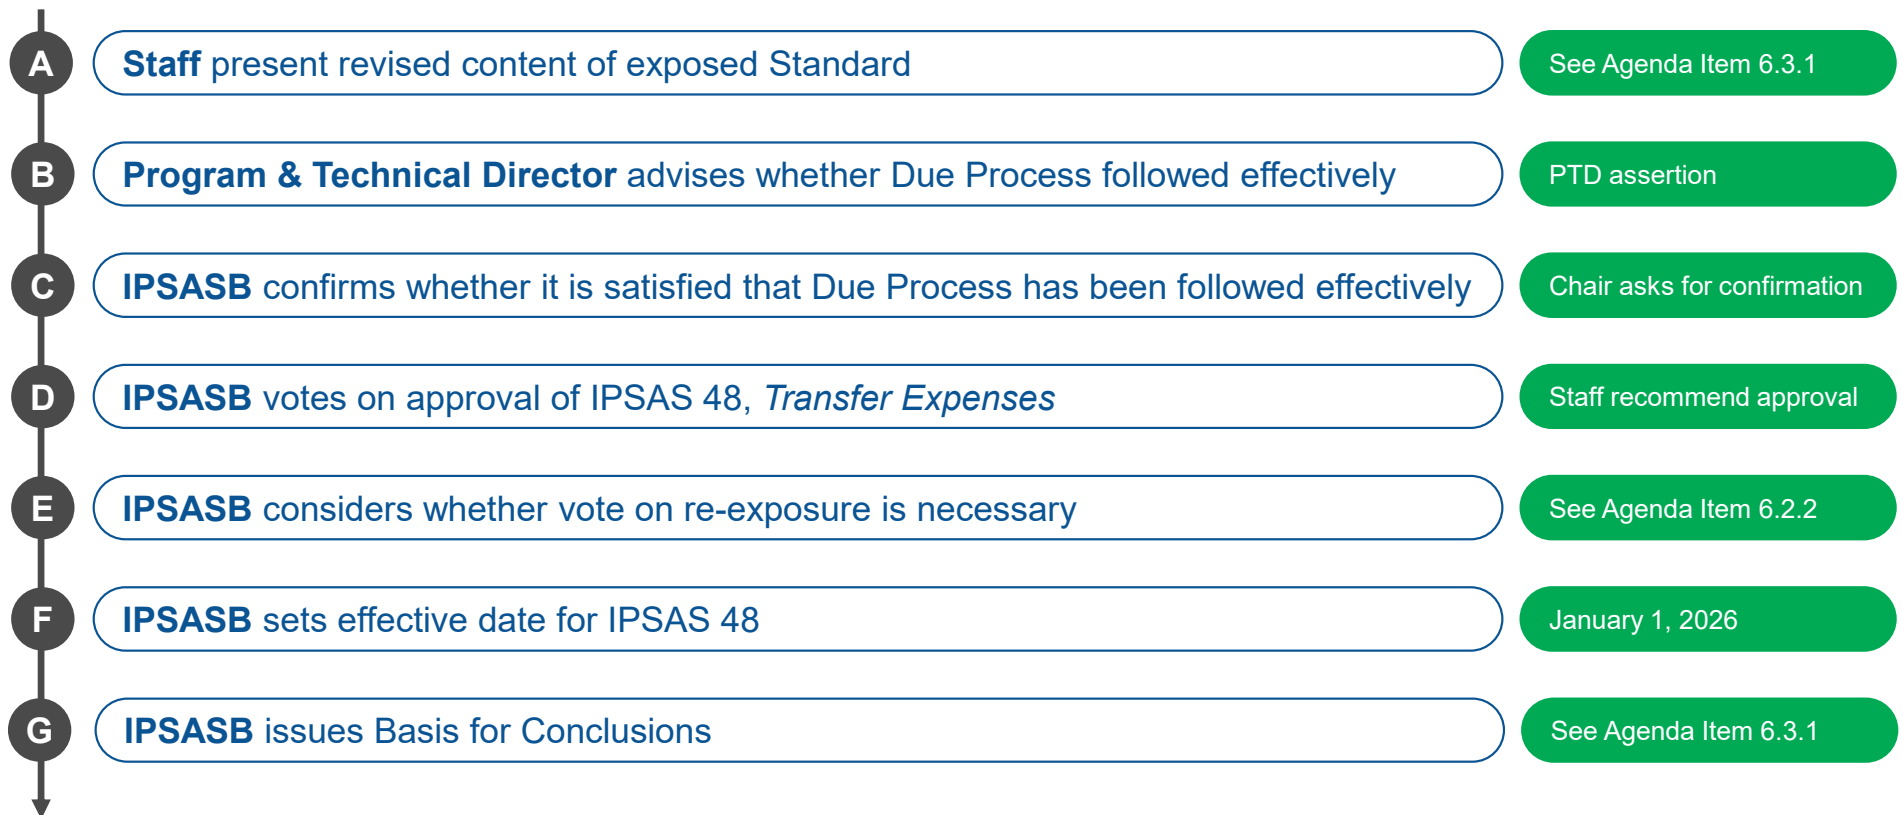 A
Staff present revised content of exposed Standard
See Agenda Item 6.3.1
B
Program & Technical Director advises whether Due Process followed effectively
PTD assertion
C
IPSASB confirms whether it is satisfied that Due Process has been followed effectively
Chair asks for confirmation
D
IPSASB votes on approval of IPSAS 48, Transfer Expenses
Staff recommend approval
E
IPSASB considers whether vote on re-exposure is necessary
See Agenda Item 6.2.2
F
IPSASB sets effective date for IPSAS 48
January 1, 2026
G
IPSASB issues Basis for Conclusions
See Agenda Item 6.3.1